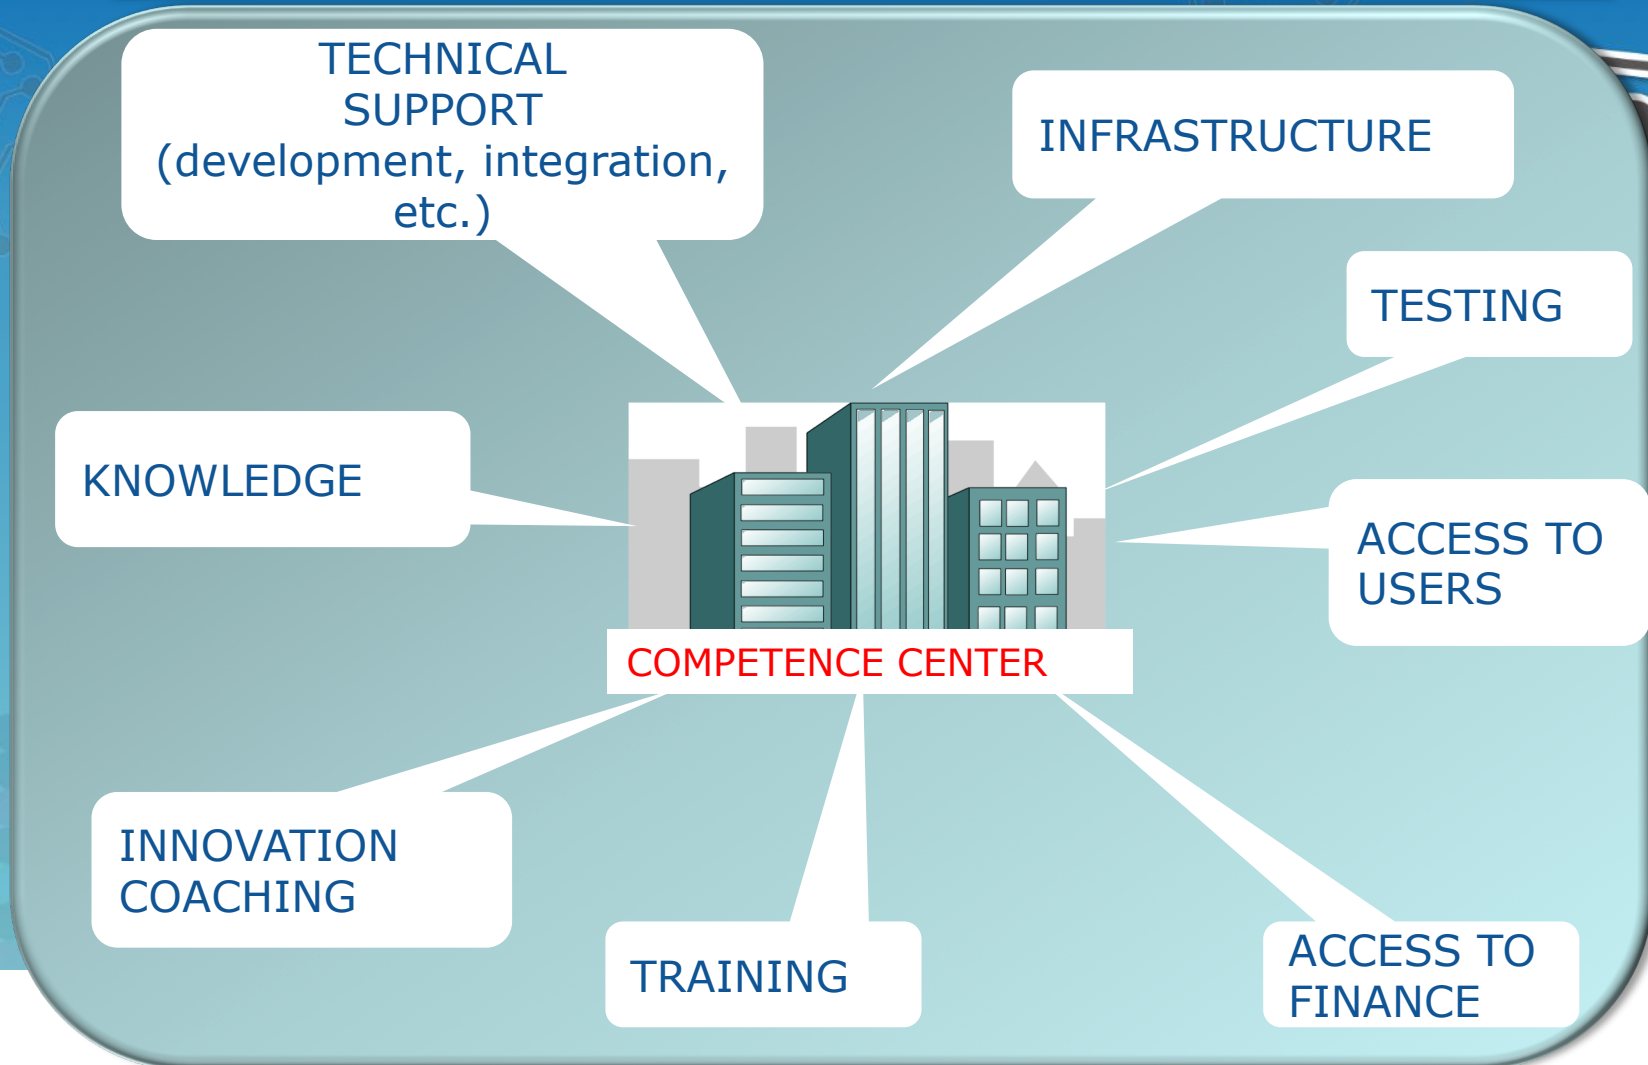 TECHNICAL
SUPPORT
(development, integration,
etc.)
INFRASTRUCTURE
TESTING
KNOWLEDGE
ACCESS TO
USERS
COMPETENCE CENTER
INNOVATION
COACHING
TRAINING
ACCESS TO
FINANCE